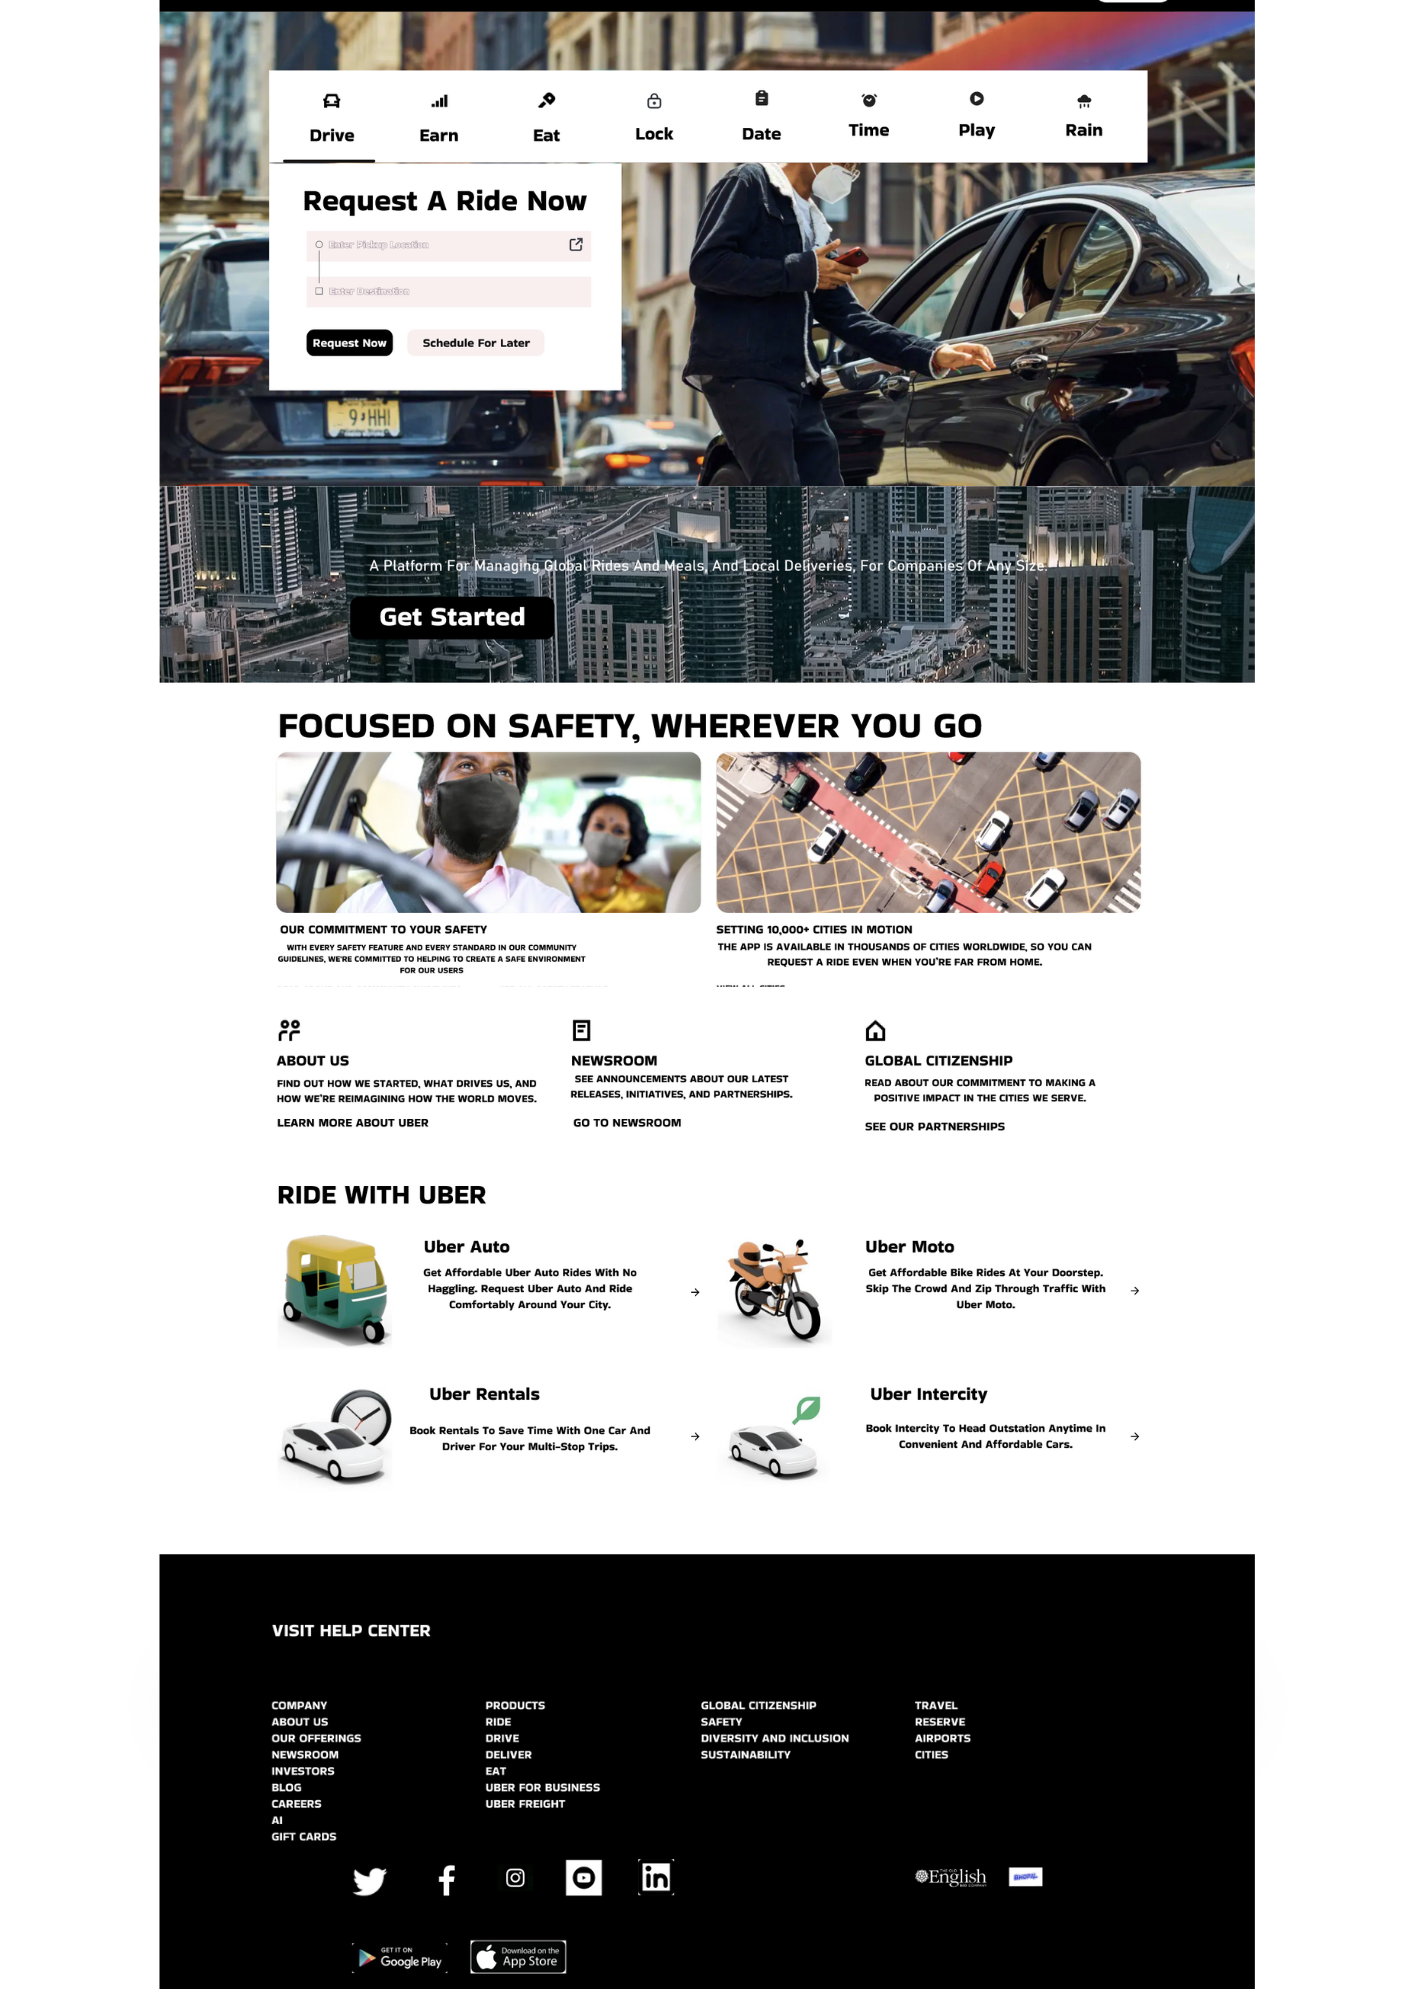 Drive
Earn
Eat
Lock
Date
Time
Play
Rain
Request A Ride Now
Enter Pickup Location
Enter Destination
Request Now
Schedule For Later
A Platform For Managing Global Rides And Meals, And Local Deliveries, For Companies Of Any Size.
Get Started
FOCUSED ON SAFETY, WHEREVER YOU GO
OUR COMMITMENT TO YOUR SAFETY
WITH EVERY SAFETY FEATURE AND EVERY STANDARD IN OUR COMMUNITY
GUIDELINES, WE'RE COMMITTED TO HELPING TO CREATE A SAFE ENVIRONMENT
FOR OUR USERS
SETTING 10,000+ CITIES IN MOTION
THE APP IS AVAILABLE IN THOUSANDS OF CITIES WORLDWIDE, SO YOU CAN
REQUEST A RIDE EVEN WHEN YOU'RE FAR FROM HOME.
VIEW ALL CITIES
ABOUT US
FIND OUT HOW WE STARTED, WHAT DRIVES US, AND
HOW WE'RE REIMAGINING HOW THE WORLD MOVES.
LEARN MORE ABOUT UBER
NEWSROOM
SEE ANNOUNCEMENTS ABOUT OUR LATEST
RELEASES, INITIATIVES, AND PARTNERSHIPS.
GO TO NEWSROOM
GLOBAL CITIZENSHIP
READ ABOUT OUR COMMITMENT TO MAKING A
POSITIVE IMPACT IN THE CITIES WE SERVE.
SEE OUR PARTNERSHIPS
RIDE WITH UBER
Uber Auto
Get Affordable Uber Auto Rides With No
Haggling. Request Uber Auto And Ride
Comfortably Around Your City.
Uber Moto
Get Affordable Bike Rides At Your Doorstep.
Skip The Crowd And Zip Through Traffic With
Uber Moto.
Uber Rentals
Book Rentals To Save Time With One Car And
Driver For Your Multi-Stop Trips.
Uber Intercity
Book Intercity To Head Outstation Anytime In
Convenient And Affordable Cars.
VISIT HELP CENTER
COMPANY
ABOUT US
OUR OFFERINGS
NEWSROOM
INVESTORS
BLOG
CAREERS
AI
GIFT CARDS
PRODUCTS
RIDE
DRIVE
DELIVER
EAT
UBER FOR BUSINESS
UBER FREIGHT
GLOBAL CITIZENSHIP
SAFETY
DIVERSITY AND INCLUSION
SUSTAINABILITY
TRAVEL
RESERVE
AIRPORTS
CITIES
in
English
GET IT ON
Google Play
Download on the
App Store